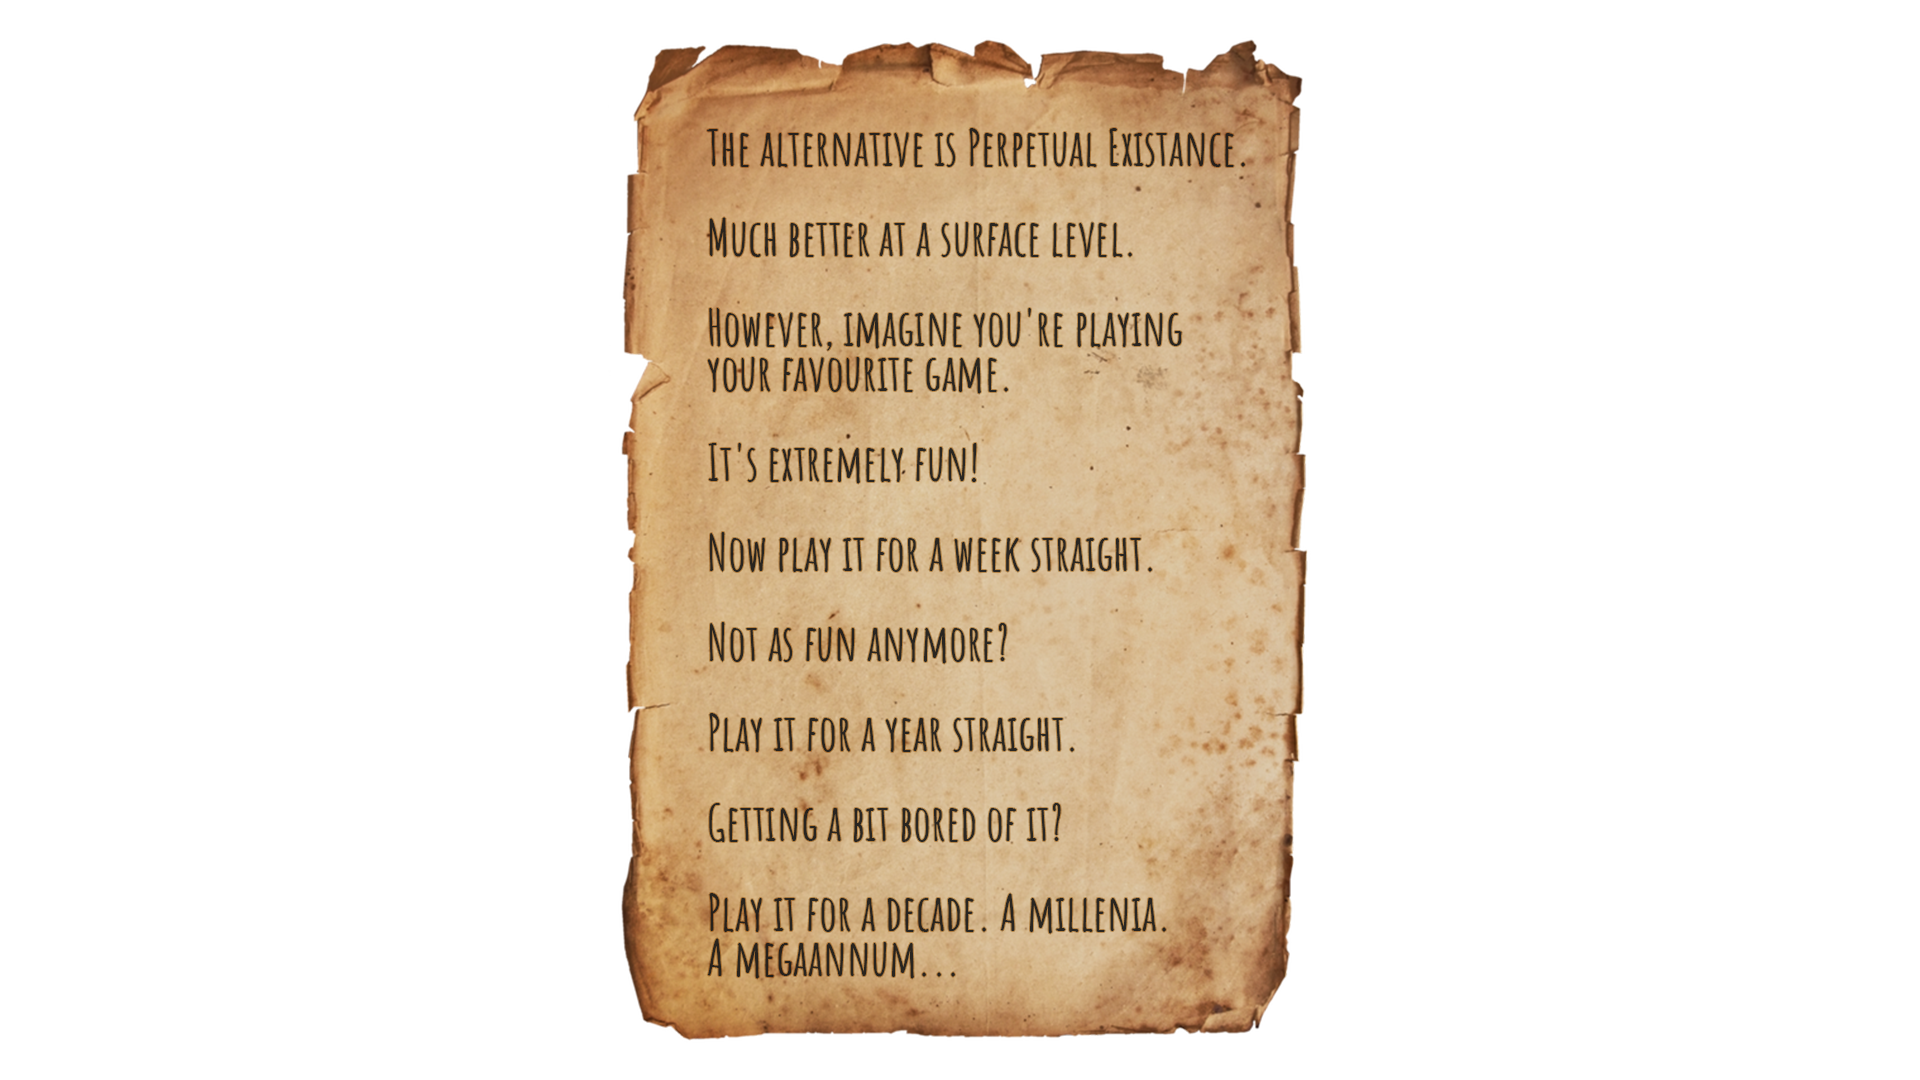 The alternative is Perpetual Existance.
Much better at a surface level.
However, imagine you're playing
your favourite game.
It's extremely fun!
Now play it for a week straight.
Not as fun anymore?
Play it for a year straight.
Getting a bit bored of it?
Play it for a decade. A millenia.
A megaannum...